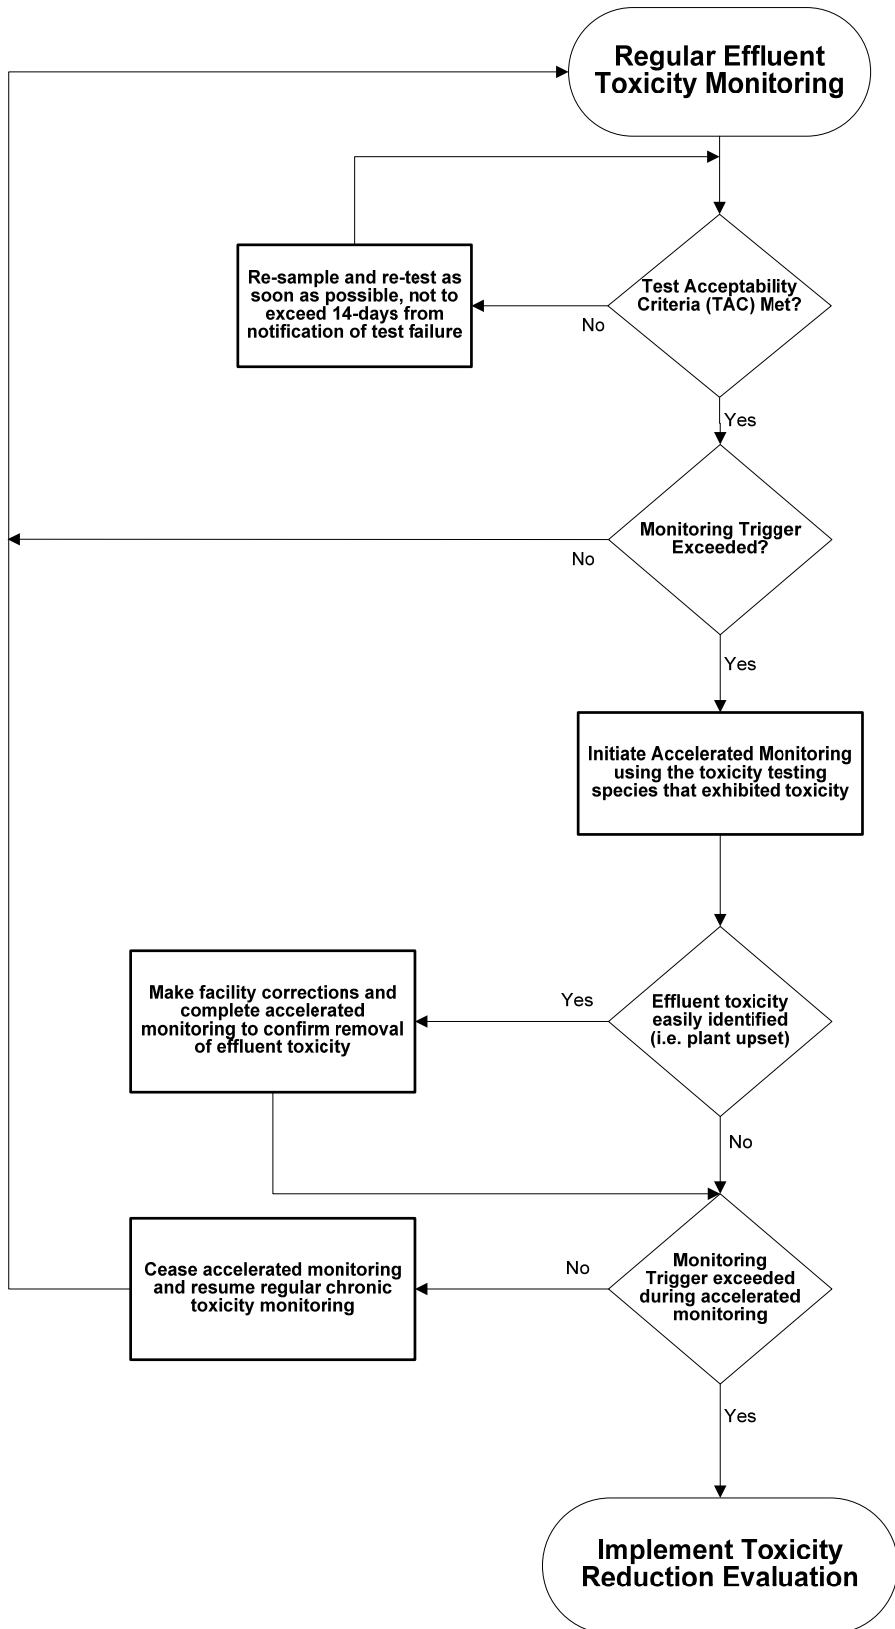 Regular Effluent
Toxicity Monitoring
Re-sample and re-test as
soon as possible, not to
exceed 14-days from
notification of test failure
Test Acceptability
Criteria (TAC) Met?
No
Yes
Monitoring Trigger
Exceeded?
No
Yes
Initiate Accelerated Monitoring
using the toxicity testing
species that exhibited toxicity
Make facility corrections and
complete accelerated
monitoring to confirm removal
of effluent toxicity
Yes
Effluent toxicity
easily identified
(i.e. plant upset)
No
Cease accelerated monitoring
and resume regular chronic
toxicity monitoring
No
Monitoring
Trigger exceeded
during accelerated
monitoring
Yes
Implement Toxicity
Reduction Evaluation